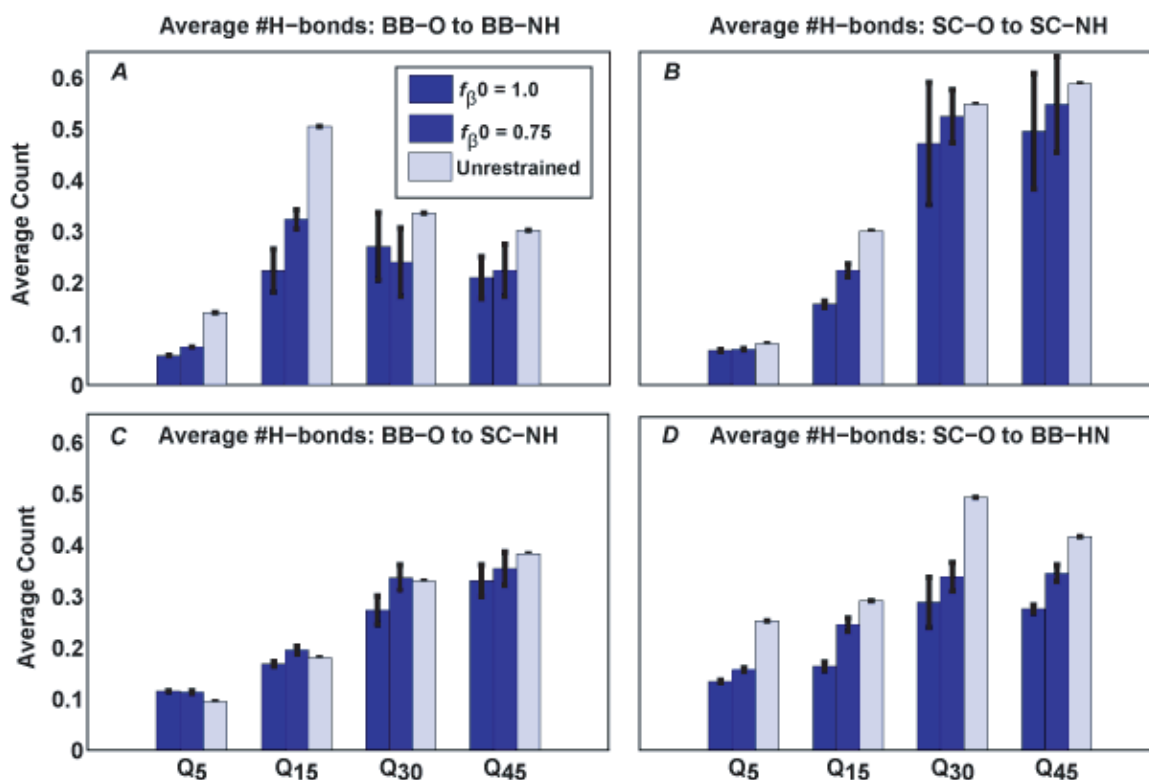 Average #H-bonds: BB-O to BB-NH
Average #H-bonds: SC-O to SC-NH
A
fβ0 = 1.0
fβ0 = 0.75
Unrestrained
Average Count
0.6
0.5
0.4
0.3
0.2
0.1
0
B
C Average #H-bonds: BB-O to SC-NH
Average Count
0.6
0.5
0.4
0.3
0.2
0.1
0
Q5 Q15 Q30 Q45
D Average #H-bonds: SC-O to BB-HN
Q5 Q15 Q30 Q45